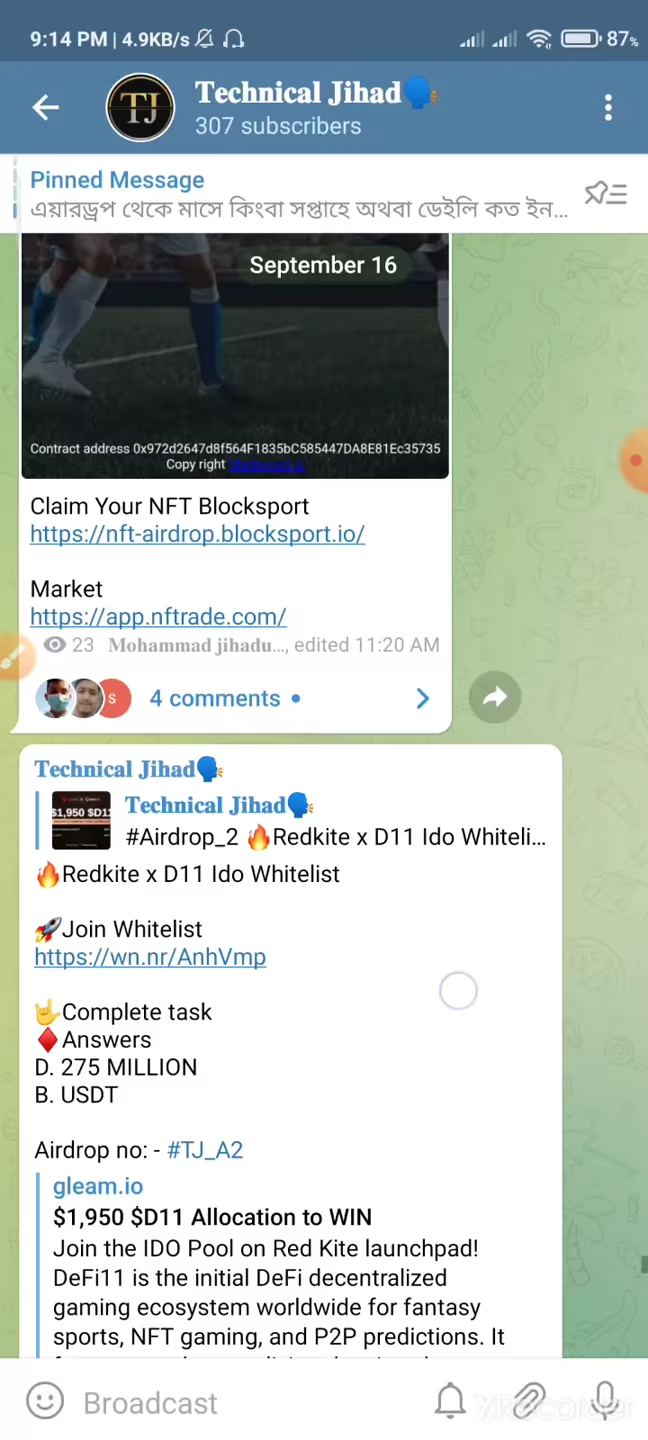 9:14 PM | 4.9KB/s
87%
TJ
Technical Jihad🗣
307 subscribers
Pinned Message
এয়ারড্রপ থেকে মাসে কিংবা সপ্তাহে অথবা ডেইলি কত ইন...
September 16
Contract address 0x972d2647d8f564F1835bC585447DA8E81Ec35735
Copy right
Claim Your NFT Blocksport
https://nft-airdrop.blocksport.io/
Market
https://app.nftrade.com/
23 Mohammad jihadu..., edited 11:20 AM
S
4 comments
Technical Jihad🗣
Technical Jihad🗣
$1,950 $D11
#Airdrop_2 🔥Redkite x D11 Ido Whiteli...
🔥Redkite x D11 Ido Whitelist
🚀Join Whitelist
https://wn.nr/AnhVmp
🤟Complete task
♦️Answers
D. 275 MILLION
B. USDT
Airdrop no: - #TJ_A2
gleam.io
$1,950 $D11 Allocation to WIN
Join the IDO Pool on Red Kite launchpad!
DeFi11 is the initial DeFi decentralized
gaming ecosystem worldwide for fantasy
sports, NFT gaming, and P2P predictions. It
Broadcast
XRecorder